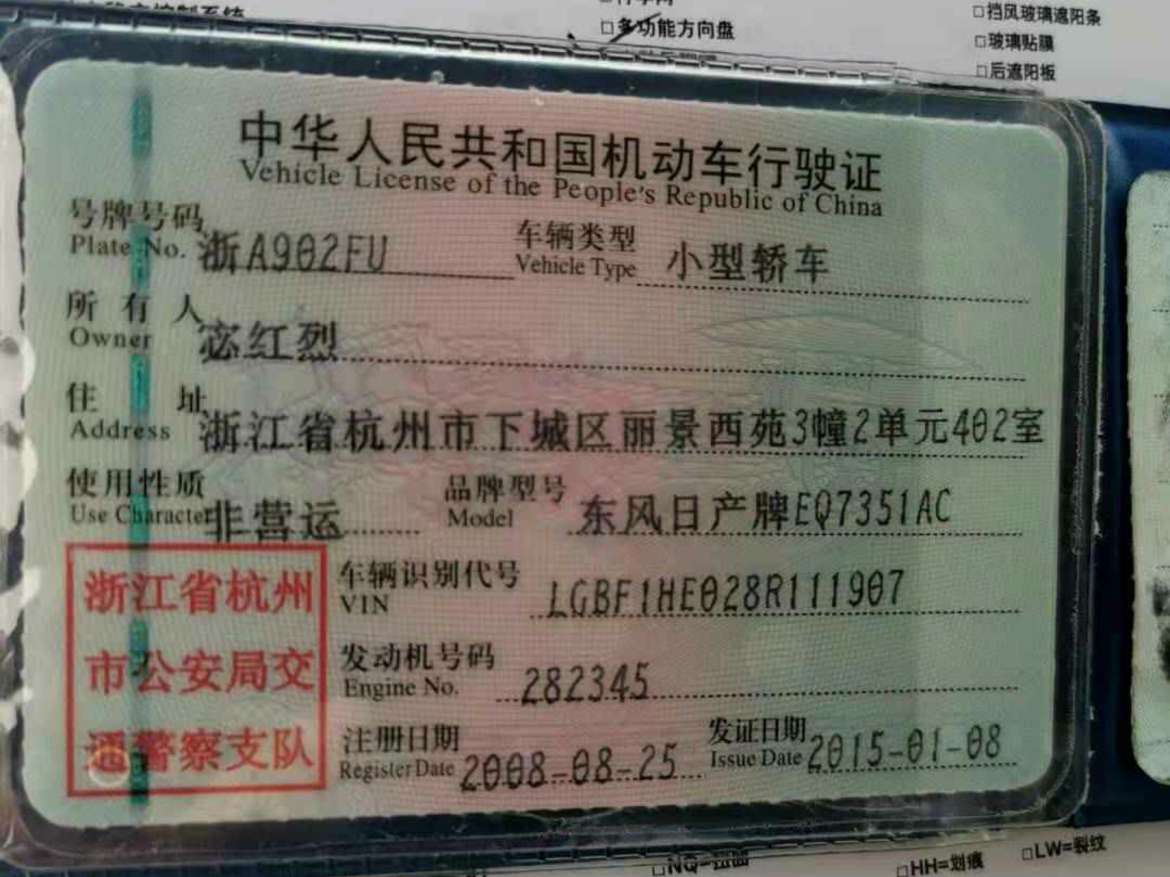 □多功能方向盘
□挡风玻璃遮阳条
□玻璃贴膜
□后遮阳板
中华人民共和国机动车行驶证
Vehicle License of the People's Republic of China
号牌号码 浙A902FU 车辆类型 小型轿车
Plate No. Vehicle Type
所有人 宓红烈
Owner
住址 浙江省杭州市下城区丽景西苑3幢2单元402室
Address
使用性质 非营运 品牌型号 东风日产牌EQ7351AC
Use Character Model
浙江省杭州
市公安局交
通警察支队
车辆识别代号 LGBF1HE028R111907
VIN
发动机号码 282345
Engine No.
注册日期 2008-08-25 发证日期 2015-01-08
Register Date Issue Date
□HH=划痕
□LW=裂纹